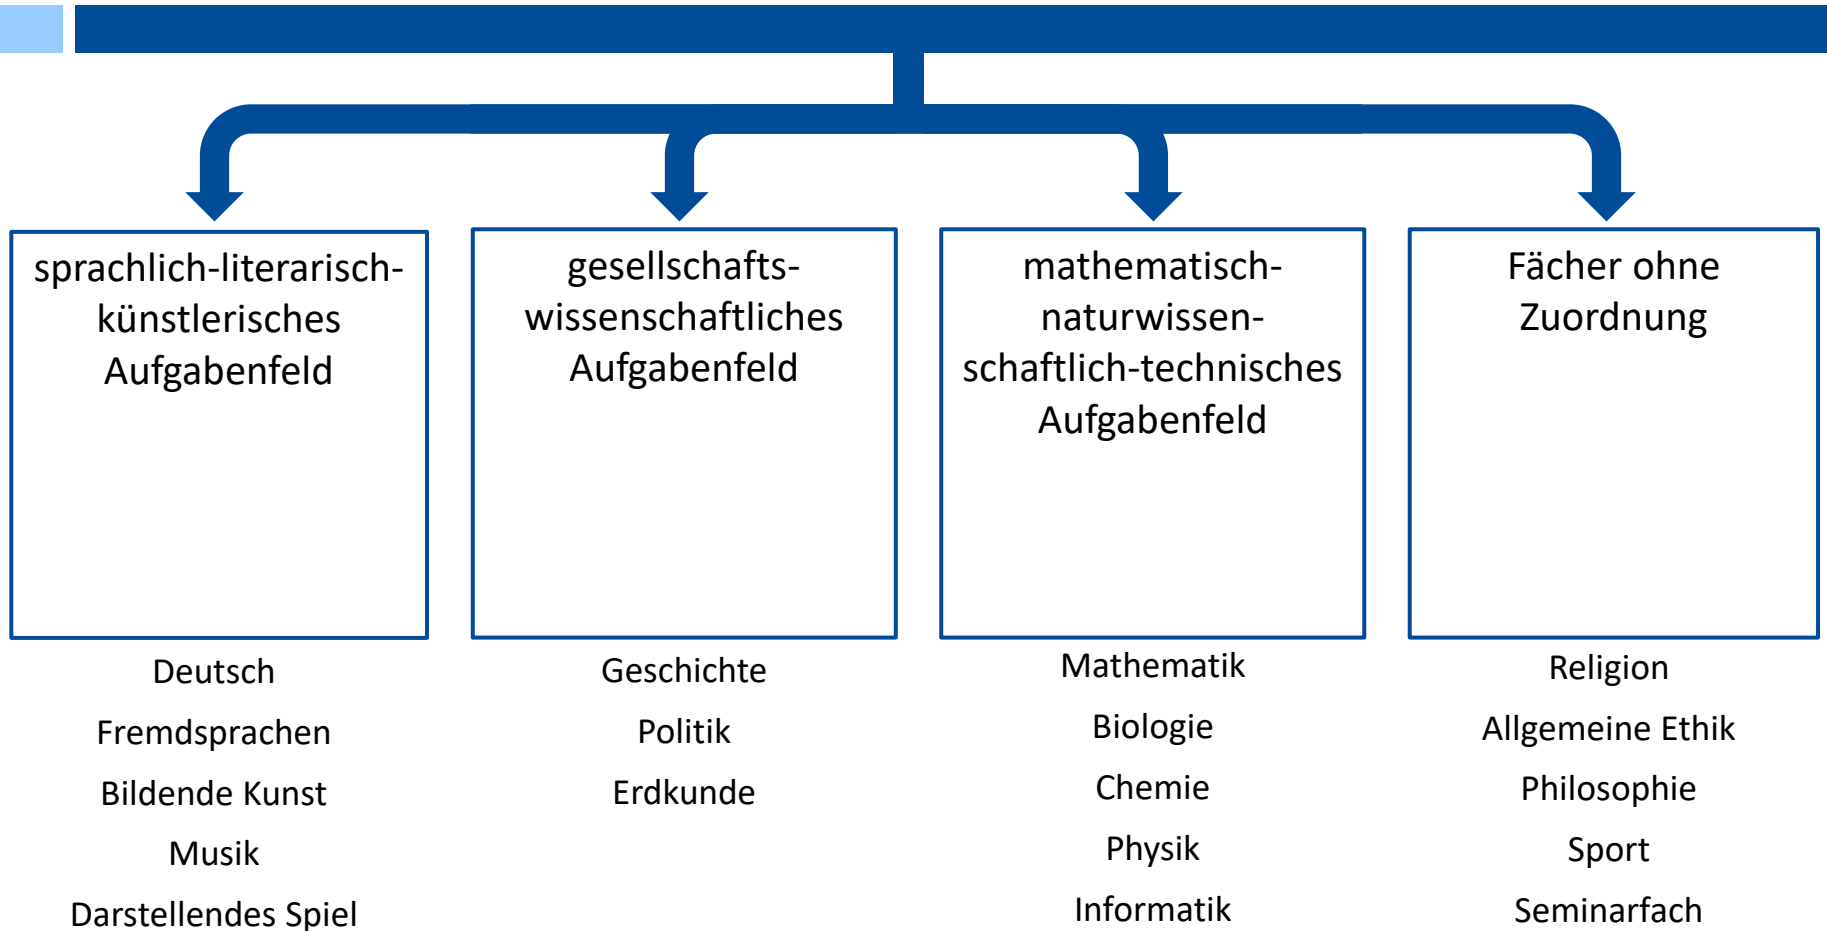 sprachlich-literarisch-
künstlerisches
Aufgabenfeld
Deutsch
Fremdsprachen
Bildende Kunst
Musik
Darstellendes Spiel
gesellschafts-
wissenschaftliches
Aufgabenfeld
Geschichte
Politik
Erdkunde
mathematisch-
naturwissen-
schaftlich-technisches
Aufgabenfeld
Mathematik
Biologie
Chemie
Physik
Informatik
Fächer ohne
Zuordnung
Religion
Allgemeine Ethik
Philosophie
Sport
Seminarfach